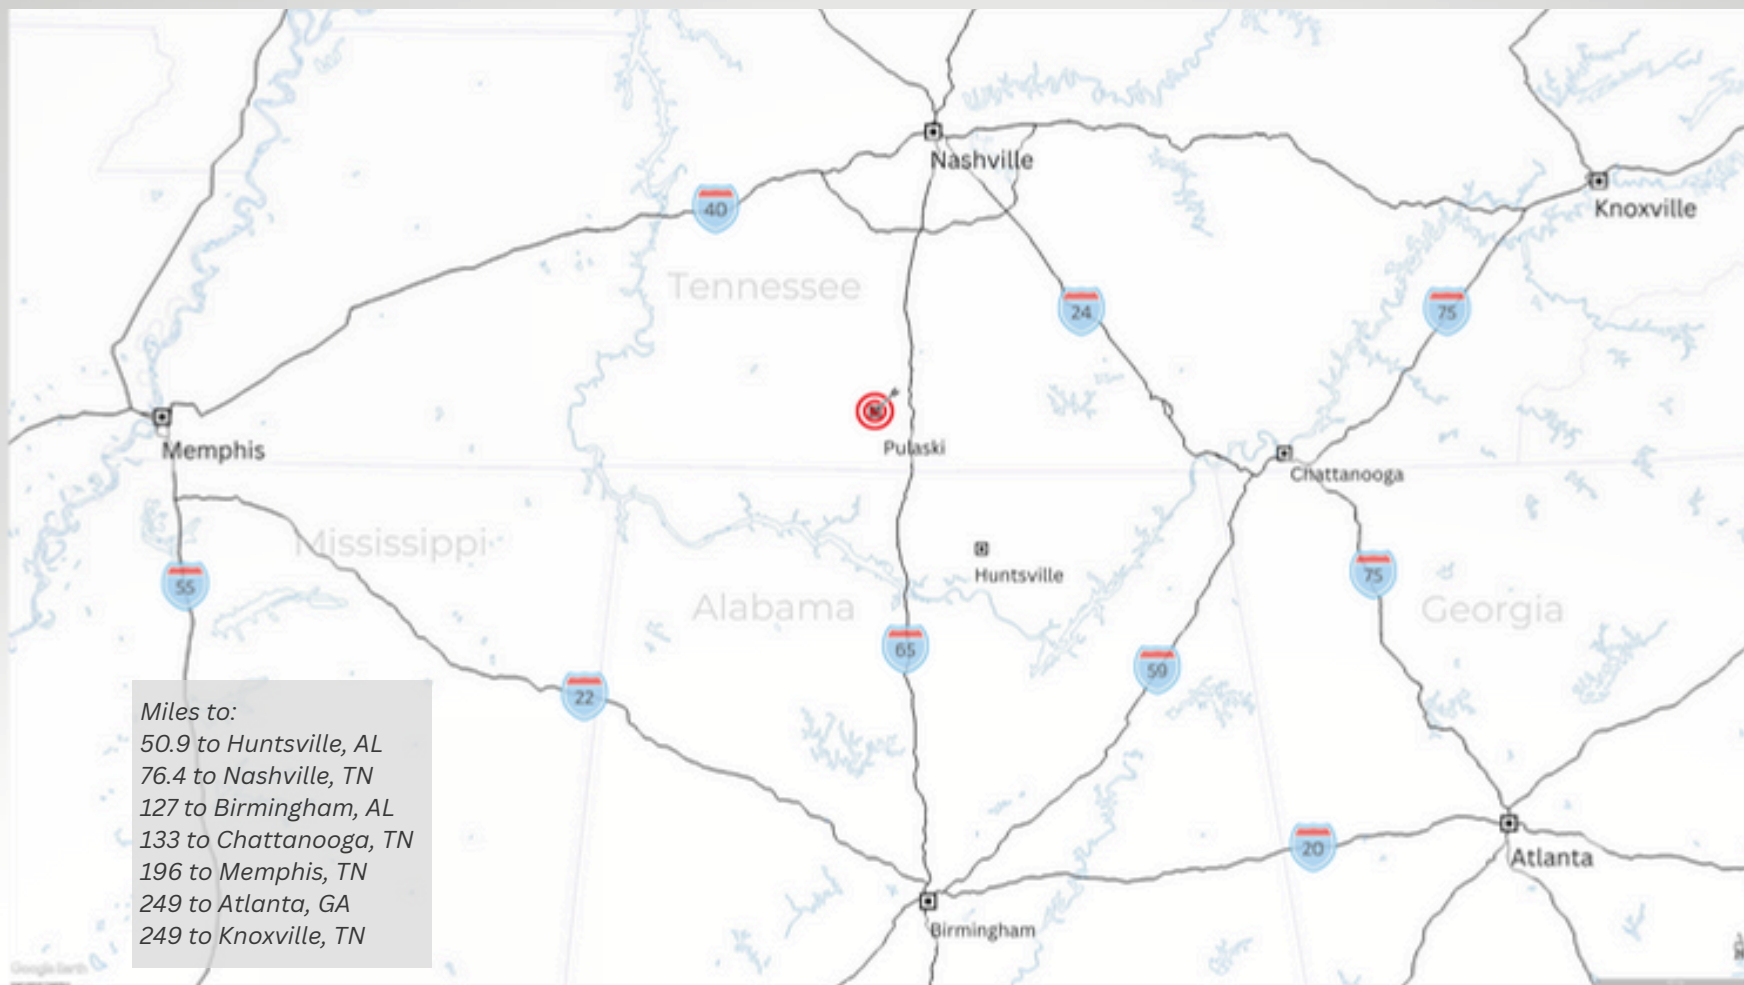 Nashville
40
Knoxville
Tennessee
24
75
Memphis
Pulaski
Chattanooga
Mississippi
Huntsville
55
75
Alabama
Georgia
65
59
22
Miles to:
50.9 to Huntsville, AL
76.4 to Nashville, TN
127 to Birmingham, AL
133 to Chattanooga, TN
196 to Memphis, TN
249 to Atlanta, GA
249 to Knoxville, TN
20
Atlanta
Birmingham
Google Earth